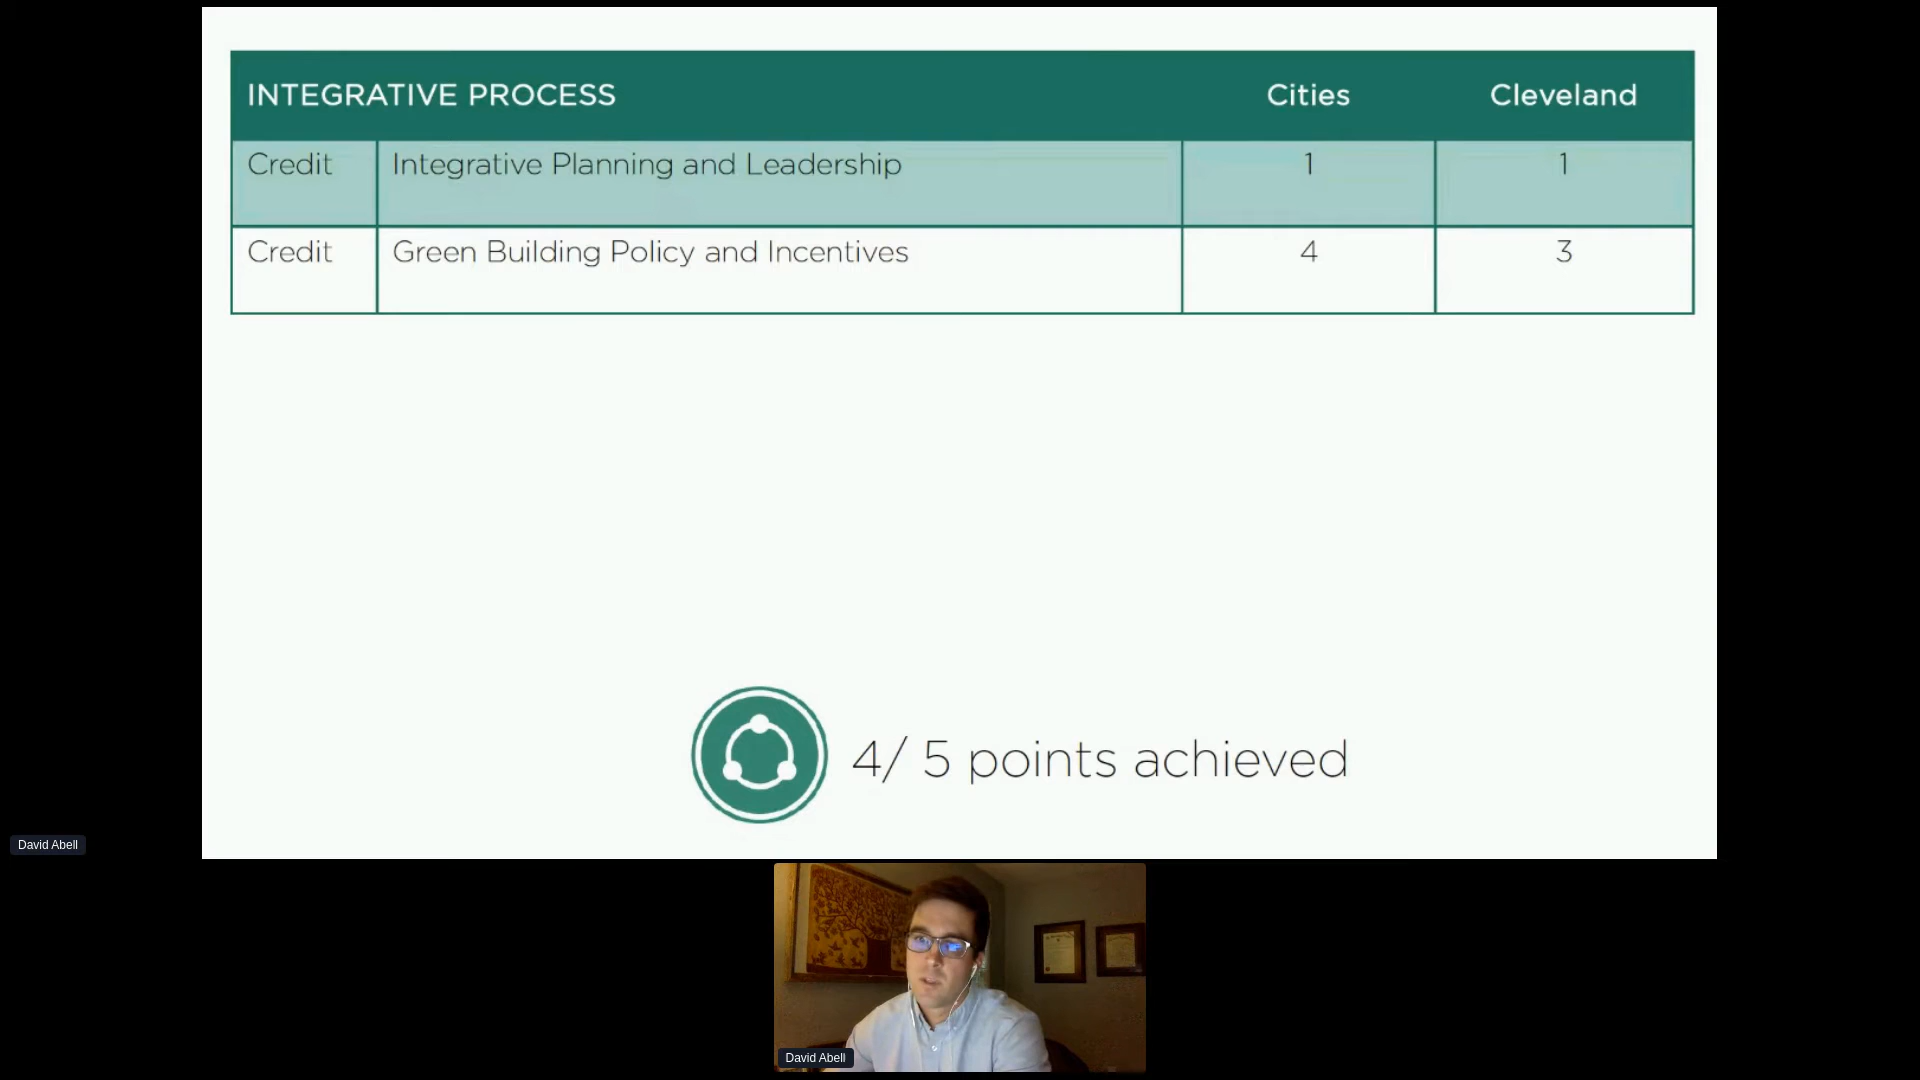 INTEGRATIVE PROCESS Cities Cleveland
Credit Integrative Planning and Leadership 1 1
Credit Green Building Policy and Incentives 4 3
4/ 5 points achieved
David Abell
David Abell